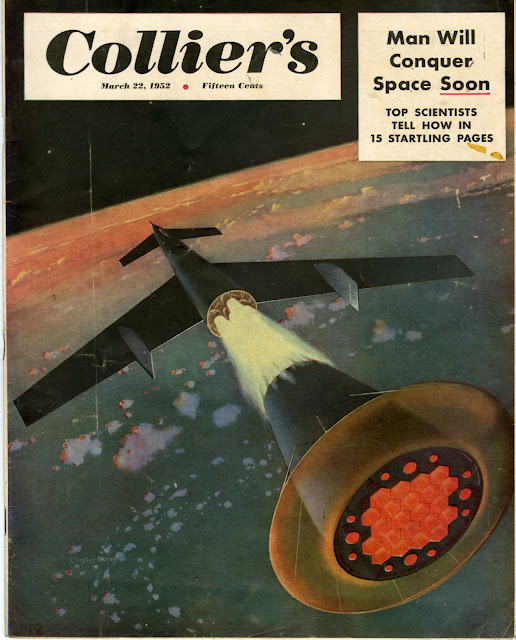 Collier's
March 22, 1952 • Fifteen Cents
Man Will
Conquer
Space Soon
TOP SCIENTISTS
TELL HOW IN
15 STARTLING PAGES